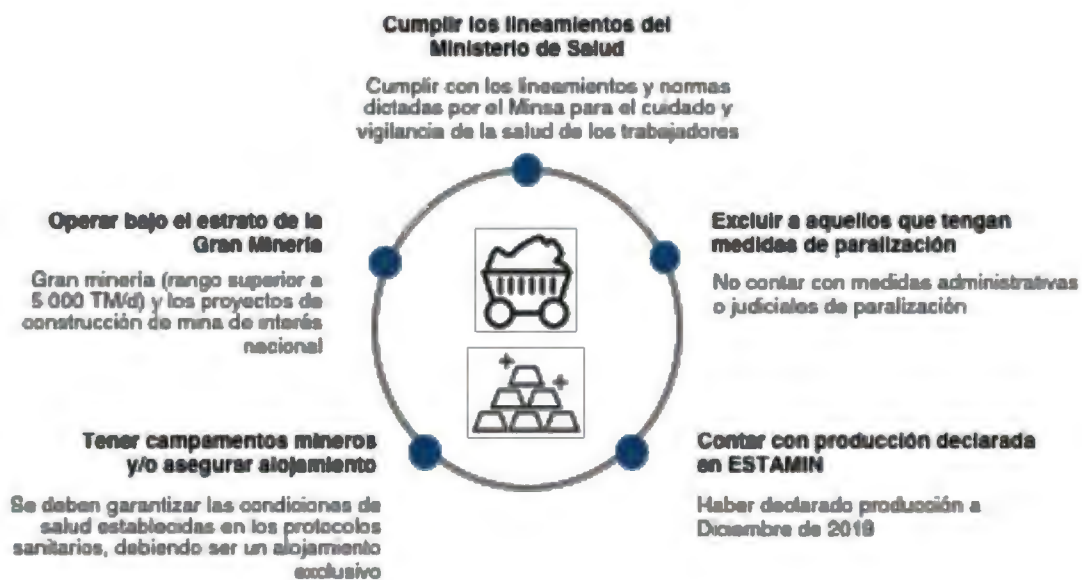 Cumplir los lineamientos del
Ministerio de Salud
Cumplir con los lineamientos y normas
dictadas por el Minsa para el cuidado y
vigilancia de la salud de los trabajadores
Operar bajo el estrato de la
Gran Minería
Gran minería (rango superior a
5 000 TM/d) y los proyectos de
construcción de mina de interés
nacional
Excluir a aquellos que tengan
medidas de paralización
No contar con medidas administrativas
o judiciales de paralización
Tener campamentos mineros
y/o asegurar alojamiento
Se deben garantizar las condiciones de
salud establecidas en los protocolos
sanitarios, debiendo ser un alojamiento
exclusivo
Contar con producción declarada
en ESTAMIN
Haber declarado producción a
Diciembre de